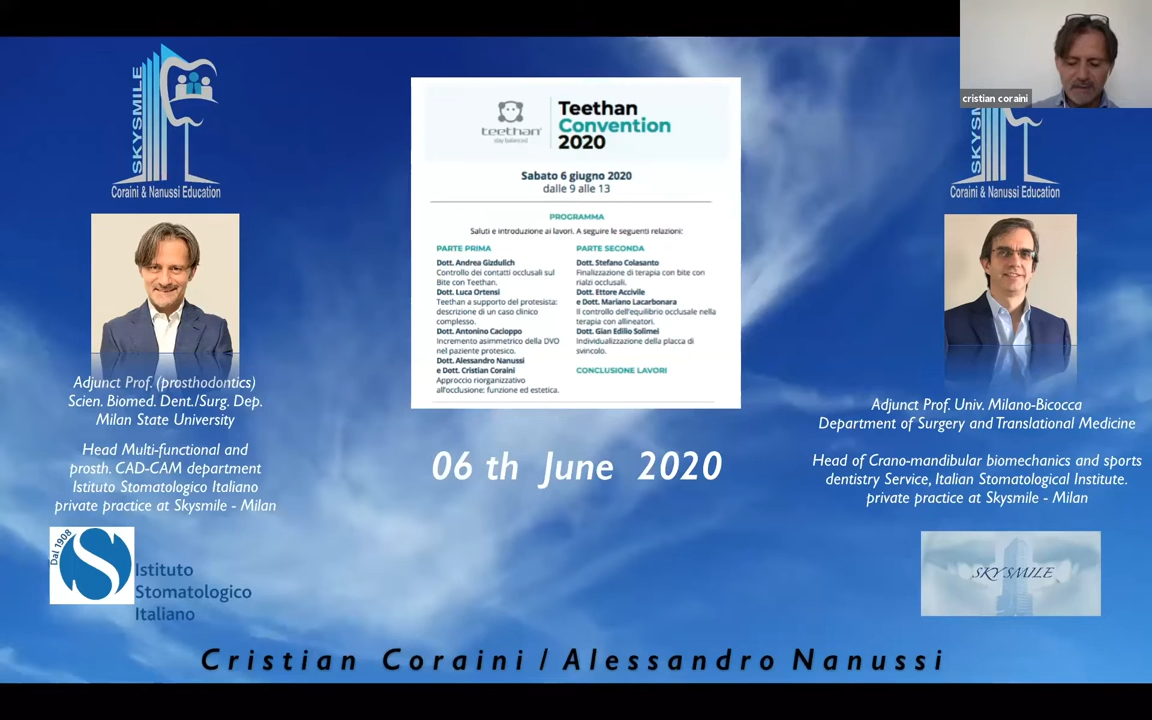 cristian coraini
SKYSMILE
Coraini & Nanussi Education
Adjunct Prof. (prosthodontics)
Scien. Biomed. Dent./Surg. Dep.
Milan State University
Head Multi-functional and
prosth. CAD-CAM department
Istituto Stomatologico Italiano
private practice at Skysmile - Milan
Dal 1908
Istituto
Stomatologico
Italiano
teethan
stay balanced
Teethan
Convention
2020
Sabato 6 giugno 2020
dalle 9 alle 13
PROGRAMMA
Saluti e introduzione ai lavori. A seguire le seguenti relazioni:
PARTE PRIMA
Dott. Andrea Gizdulich
Controllo dei contatti occlusali sul
Bite con Teethan.
Dott. Luca Ortensi
Teethan a supporto del protesista:
descrizione di un caso clinico
complesso.
Dott. Antonino Cacioppo
Incremento asimmetrico della DVO
nel paziente protesico.
Dott. Alessandro Nanussi
e Dott. Cristian Coraini
Approccio riorganizzativo
all'occlusione: funzione ed estetica.
PARTE SECONDA
Dott. Stefano Colasanto
Finalizzazione di terapia con bite con
rialzi occlusali.
Dott. Ettore Accivile
e Dott. Mariano Lacarbonara
Il controllo dell'equilibrio occlusale nella
terapia con allineatori.
Dott. Gian Edilio Solimei
Individualizzazione della placca di
svincolo.
CONCLUSIONE LAVORI
06 th June 2020
SKYSM
Coraini & Nanussi Education
Adjunct Prof. Univ. Milano-Bicocca
Department of Surgery and Translational Medicine
Head of Crano-mandibular biomechanics and sports
dentistry Service, Italian Stomatological Institute.
private practice at Skysmile - Milan
SKYSMILE
Cristian Coraini / Alessandro Nanussi